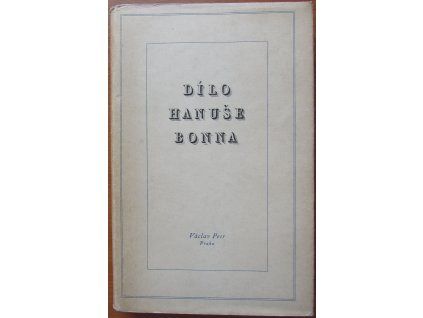 DÍLO
HANUŠE
BONNA
Václav Petr
Praha